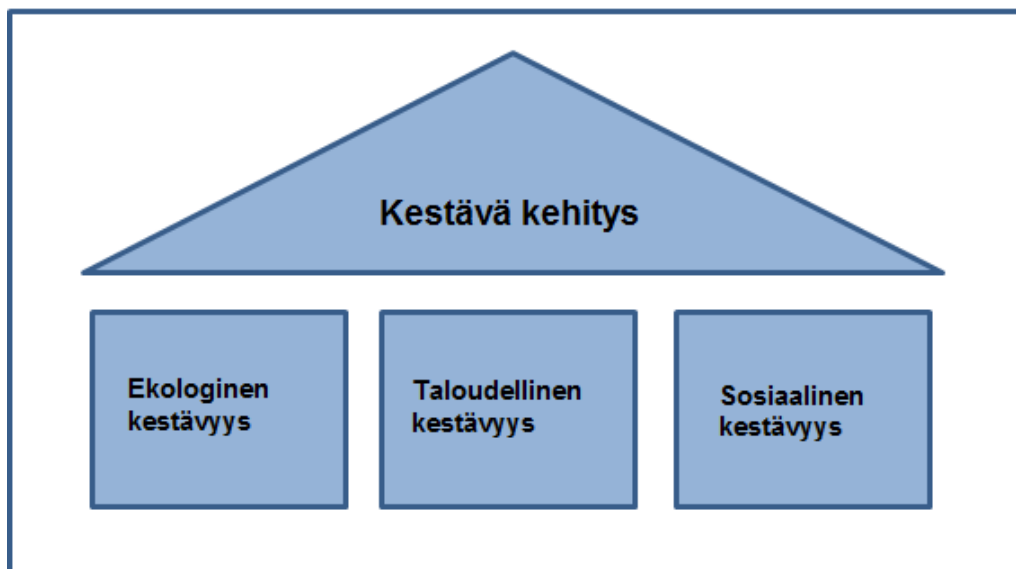 Kestävä kehitys
Ekologinen
kestävyys
Taloudellinen
kestävyys
Sosiaalinen
kestävyys